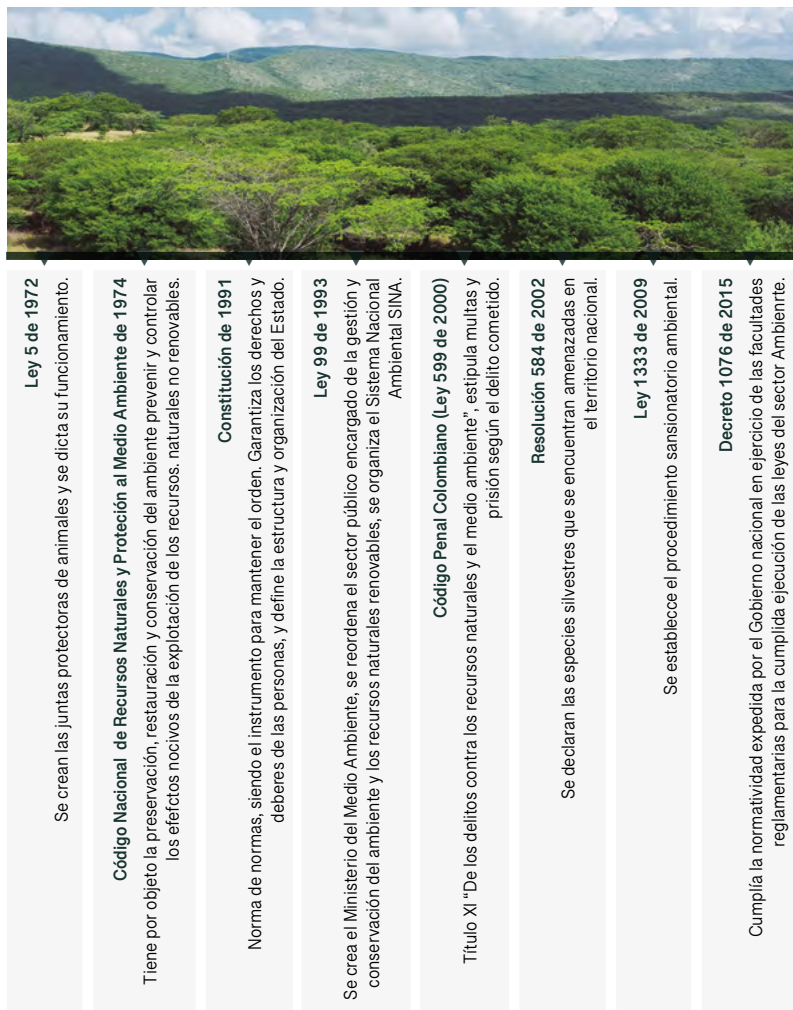 Ley 5 de 1972
Se crean las juntas protectoras de animales y se dicta su funcionamiento.
Código Nacional de Recursos Naturales y Proteción al Medio Ambiente de 1974
Tiene por objeto la preservación, restauración y conservación del ambiente prevenir y controlar
los efefctos nocivos de la explotación de los recursos. naturales no renovables.
Constitución de 1991
Norma de normas, siendo el instrumento para mantener el orden. Garantiza los derechos y
deberes de las personas, y define la estructura y organización del Estado.
Ley 99 de 1993
Se crea el Ministerio del Medio Ambiente, se reordena el sector público encargado de la gestión y
conservación del ambiente y los recursos naturales renovables, se organiza el Sistema Nacional
Ambiental SINA.
Código Penal Colombiano (Ley 599 de 2000)
Título XI “De los delitos contra los recursos naturales y el medio ambiente”, estipula multas y
prisión según el delito cometido.
Resolución 584 de 2002
Se declaran las especies silvestres que se encuentran amenazadas en
el territorio nacional.
Ley 1333 de 2009
Se establecce el procedimiento sansionatorio ambiental.
Decreto 1076 de 2015
Cumplía la normatividad expedida por el Gobierno nacional en ejercicio de las facultades
reglamentarias para la cumplida ejecución de las leyes del sector Ambienrte.